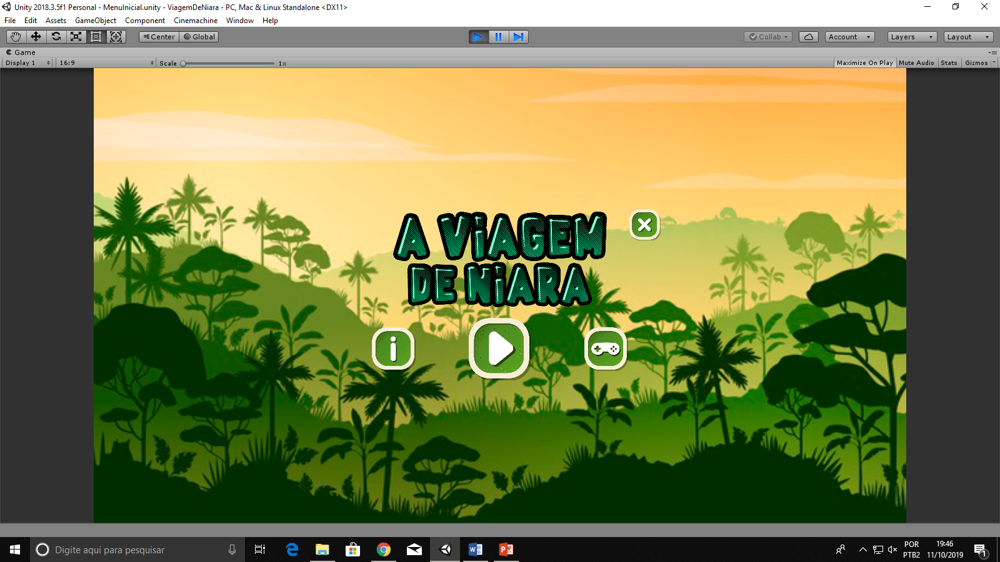 Unity 2018.3.5f1 Personal - MenuInicial.unity - ViagemDeNiara - PC, Mac & Linux Standalone <DX11>
File Edit Assets GameObject Component Cinemachine Window Help
Center Global Collab Account Layers Layout
Game
Display 1 16:9 Scale 1x Maximize On Play Mute Audio Stats Gizmos
A ViAGEM
DE NiARA
Digite aqui para pesquisar
POR
PTB2
19:46
11/10/2019
1